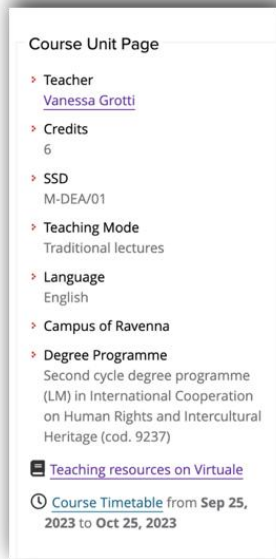 Course Unit Page
Teacher
Vanessa Grotti
Credits
6
SSD
M-DEA/01
Teaching Mode
Traditional lectures
Language
English
Campus of Ravenna
Degree Programme
Second cycle degree programme
(LM) in International Cooperation
on Human Rights and Intercultural
Heritage (cod. 9237)
Teaching resources on Virtuale
Course Timetable from Sep 25,
2023 to Oct 25, 2023